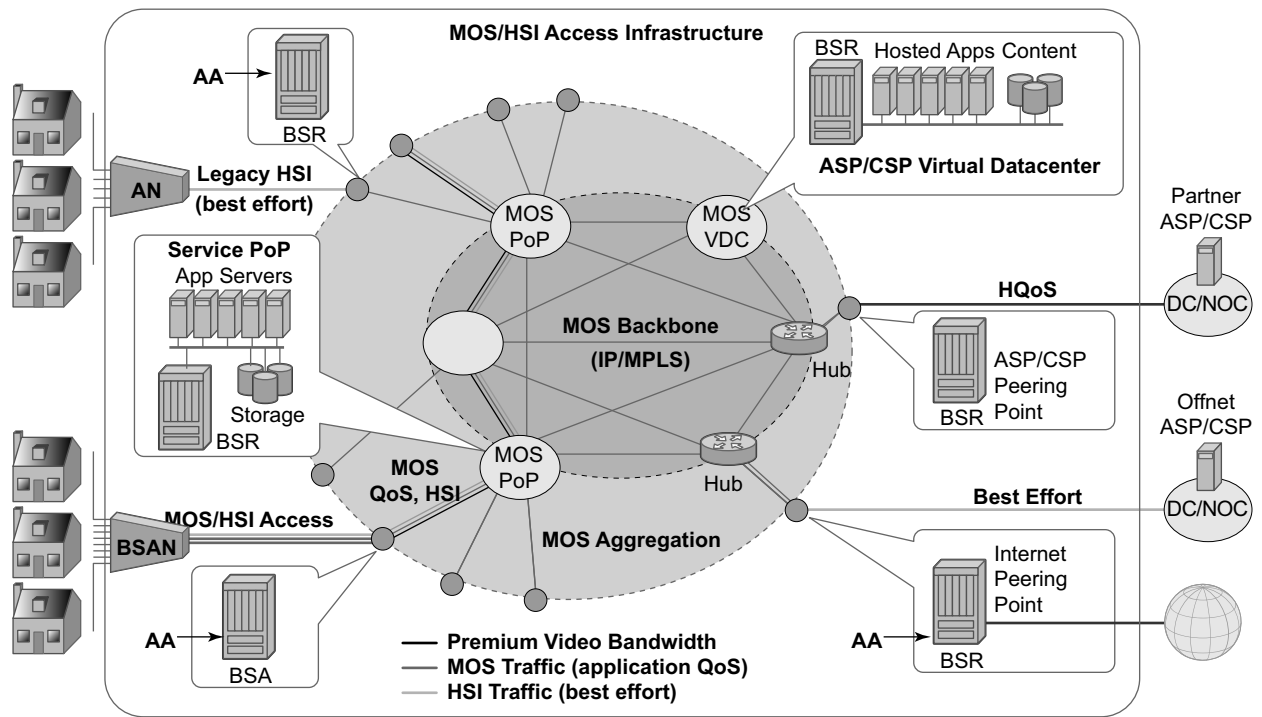 MOS/HSI Access Infrastructure
AA
BSR
BSR
Hosted Apps Content
ASP/CSP Virtual Datacenter
AN
Legacy HSI
(best effort)
MOS
PoP
MOS
VDC
Partner
ASP/CSP
DC/NOC
HQoS
Service PoP
App Servers
Storage
BSR
MOS Backbone
(IP/MPLS)
Hub
ASP/CSP
Peering
Point
BSR
Offnet
ASP/CSP
DC/NOC
Best Effort
MOS
PoP
Hub
MOS
QoS, HSI
MOS/HSI Access
BSAN
MOS Aggregation
AA
BSA
Internet
Peering
Point
AA
BSR
Premium Video Bandwidth
MOS Traffic (application QoS)
HSI Traffic (best effort)